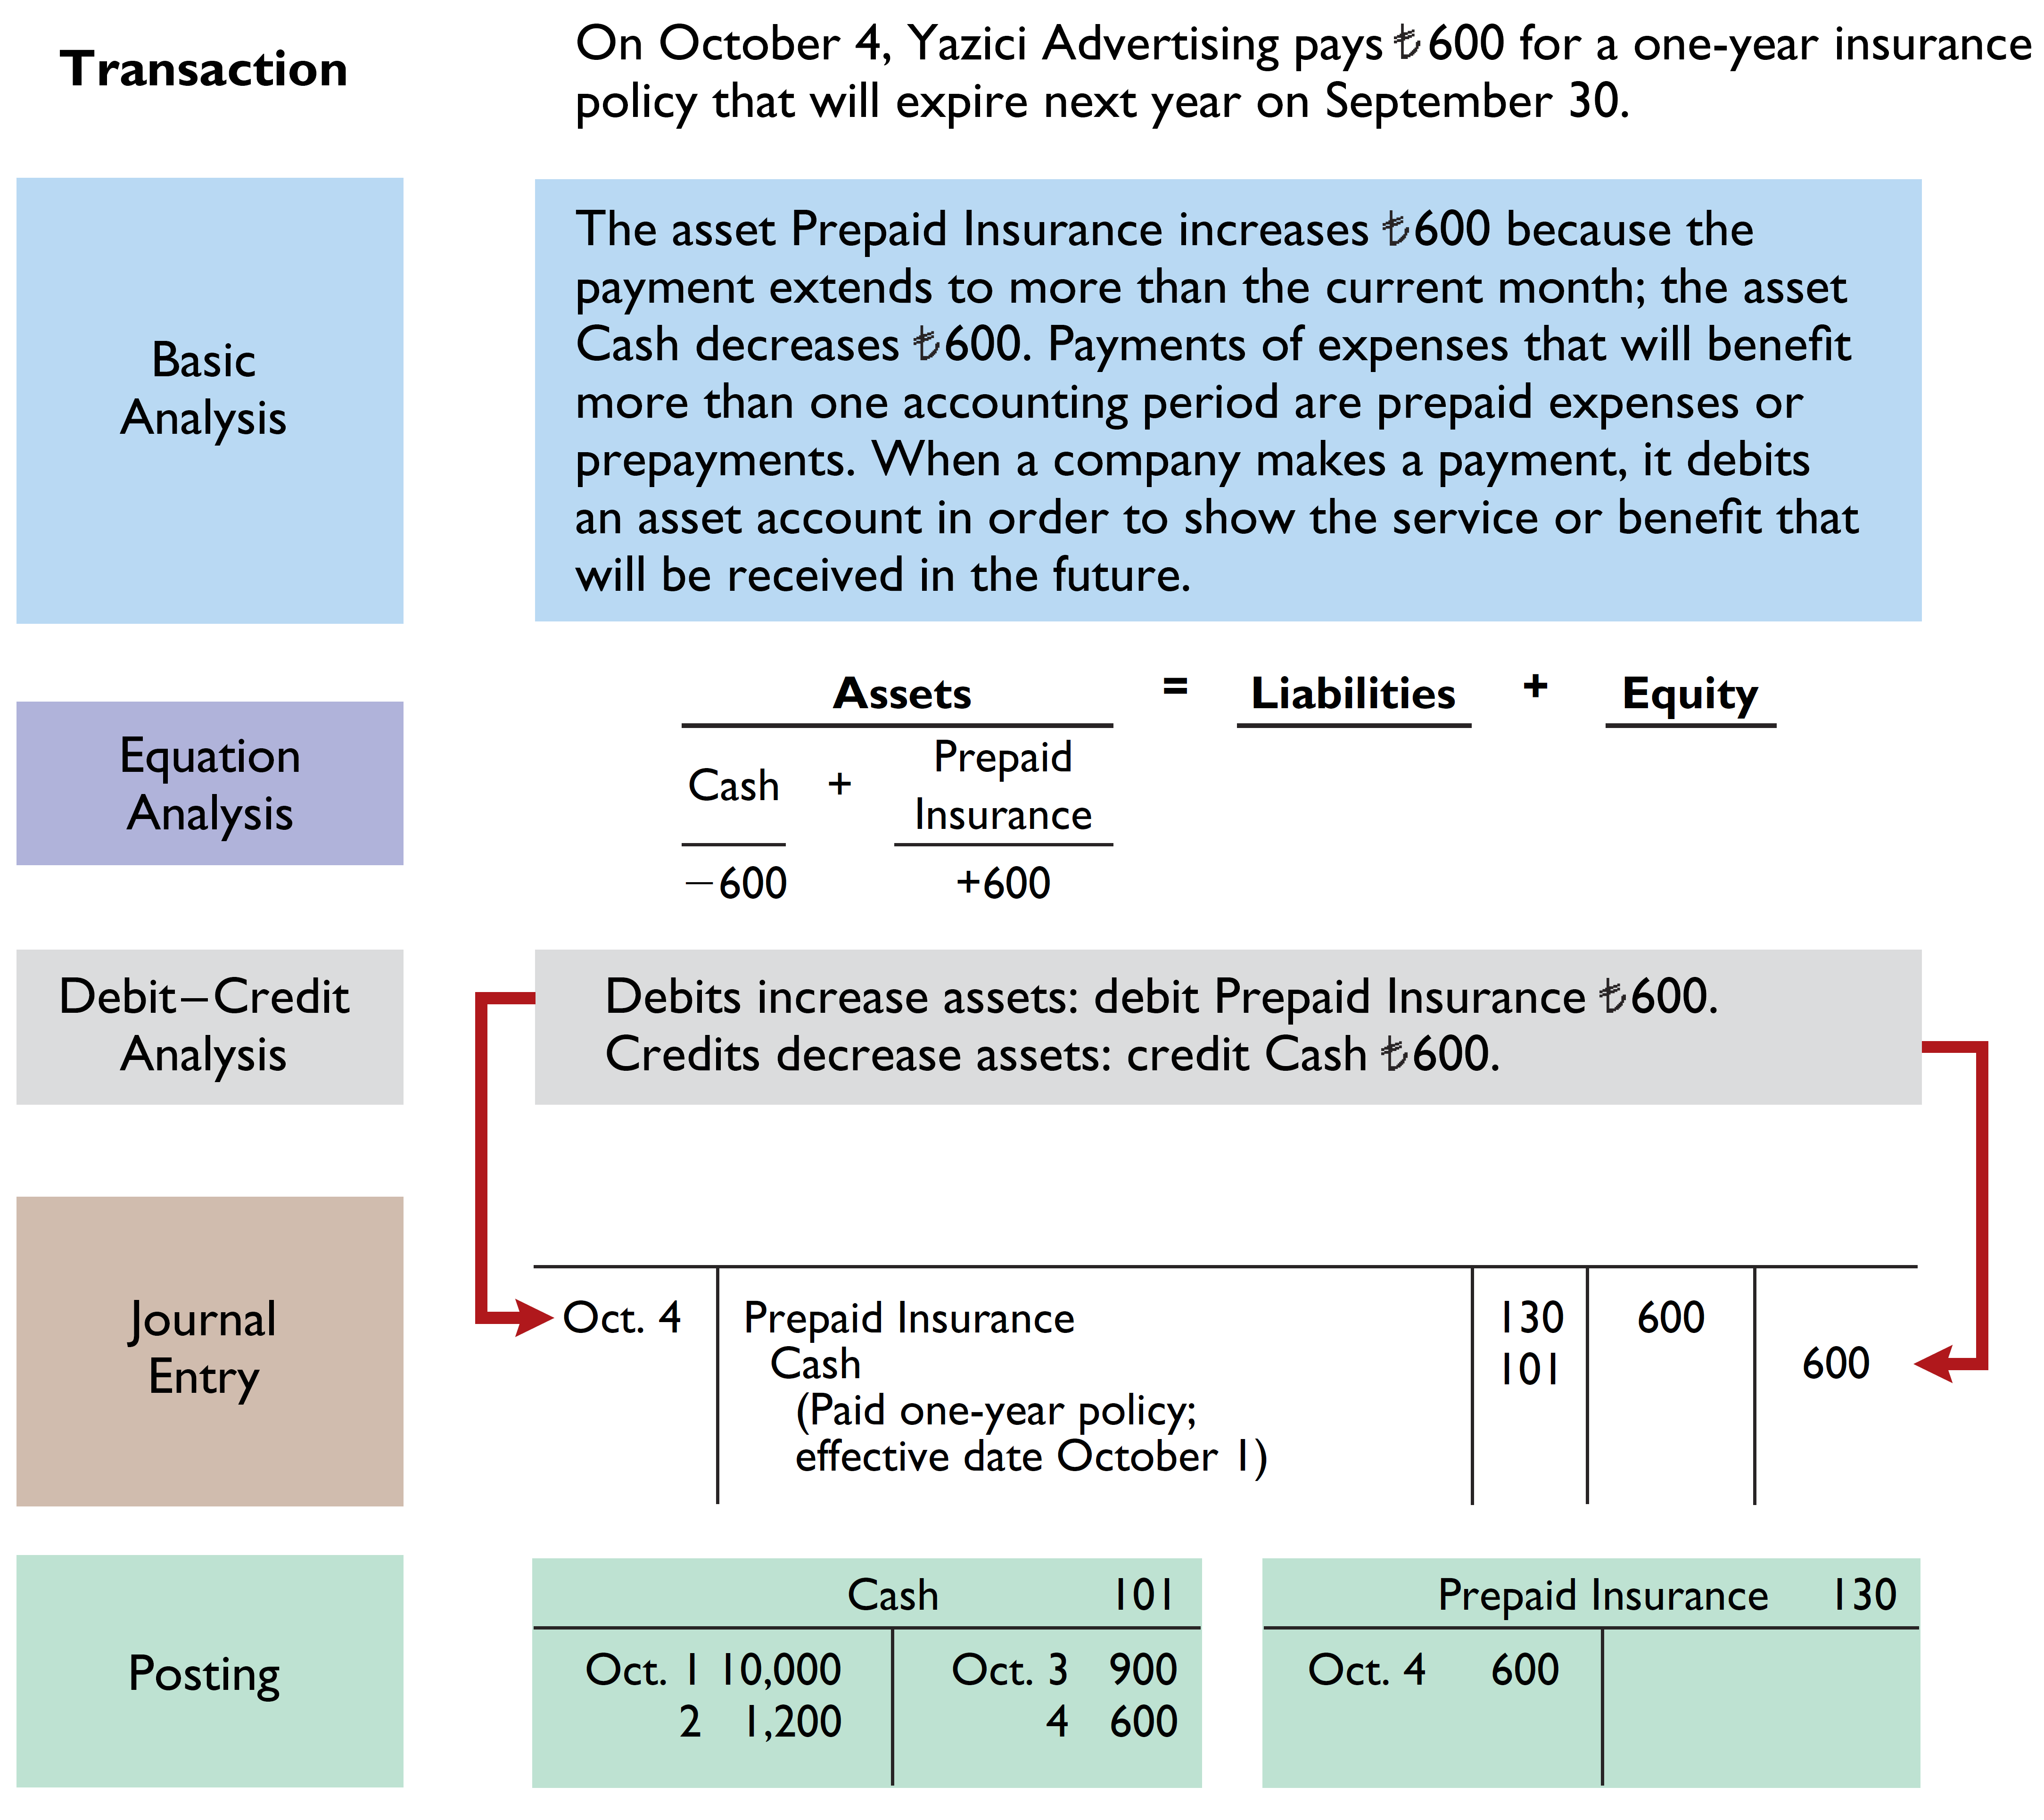 Transaction
On October 4, Yazici Advertising pays ₺600 for a one-year insurance
policy that will expire next year on September 30.
Basic
Analysis
The asset Prepaid Insurance increases ₺600 because the
payment extends to more than the current month; the asset
Cash decreases ₺600. Payments of expenses that will benefit
more than one accounting period are prepaid expenses or
prepayments. When a company makes a payment, it debits
an asset account in order to show the service or benefit that
will be received in the future.
Equation
Analysis
Assets = Liabilities + Equity
Prepaid
Cash +
Insurance
−600 +600
Debit–Credit
Analysis
Debits increase assets: debit Prepaid Insurance ₺600.
Credits decrease assets: credit Cash ₺600.
Journal
Entry
Oct. 4 Prepaid Insurance 130 600
Cash 101 600
(Paid one-year policy;
effective date October 1)
Posting
Cash 101
Oct. 1 10,000 Oct. 3 900
2 1,200 4 600
Prepaid Insurance 130
Oct. 4 600